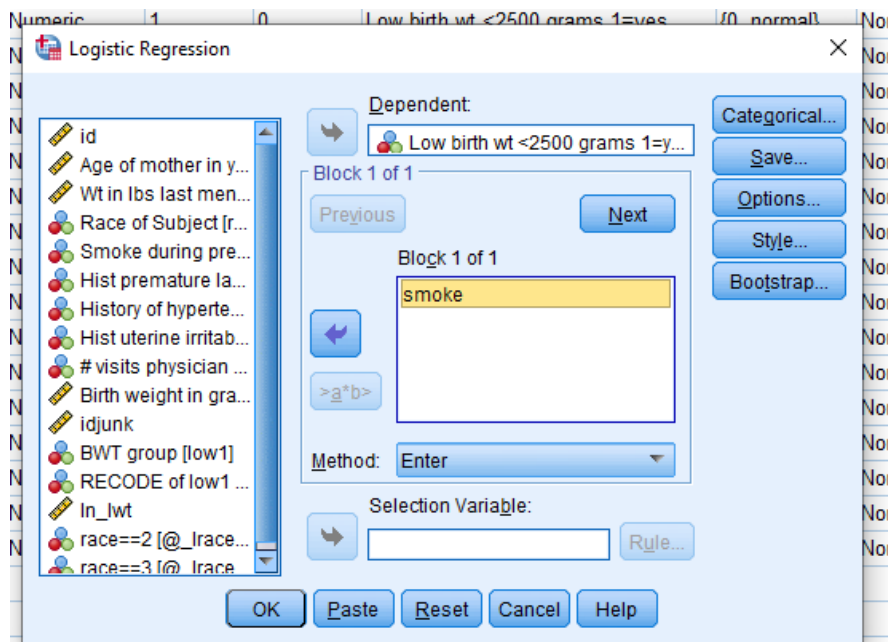 Numeric 1 0 Low birth wt <2500 grams 1=yes {0, normal}
Logistic Regression
id
Age of mother in y...
Wt in lbs last men...
Race of Subject [r...
Smoke during pre...
Hist premature la...
History of hyperte...
Hist uterine irritab...
# visits physician ...
Birth weight in gra...
idjunk
BWT group [low1]
RECODE of low1 ...
ln_lwt
race==2 [@_Irace...
race==3 [@_Irace
Dependent:
Low birth wt <2500 grams 1=y...
Block 1 of 1
Previous
Next
Block 1 of 1
smoke
>a*b>
Method: Enter
Selection Variable:
Rule...
Categorical...
Save...
Options...
Style...
Bootstrap...
OK Paste Reset Cancel Help